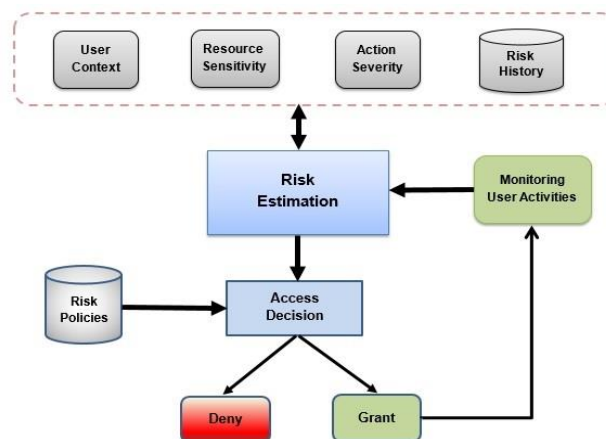 User
Context
Resource
Sensitivity
Action
Severity
Risk
History
Risk
Estimation
Monitoring
User Activities
Risk
Policies
Access
Decision
Deny
Grant